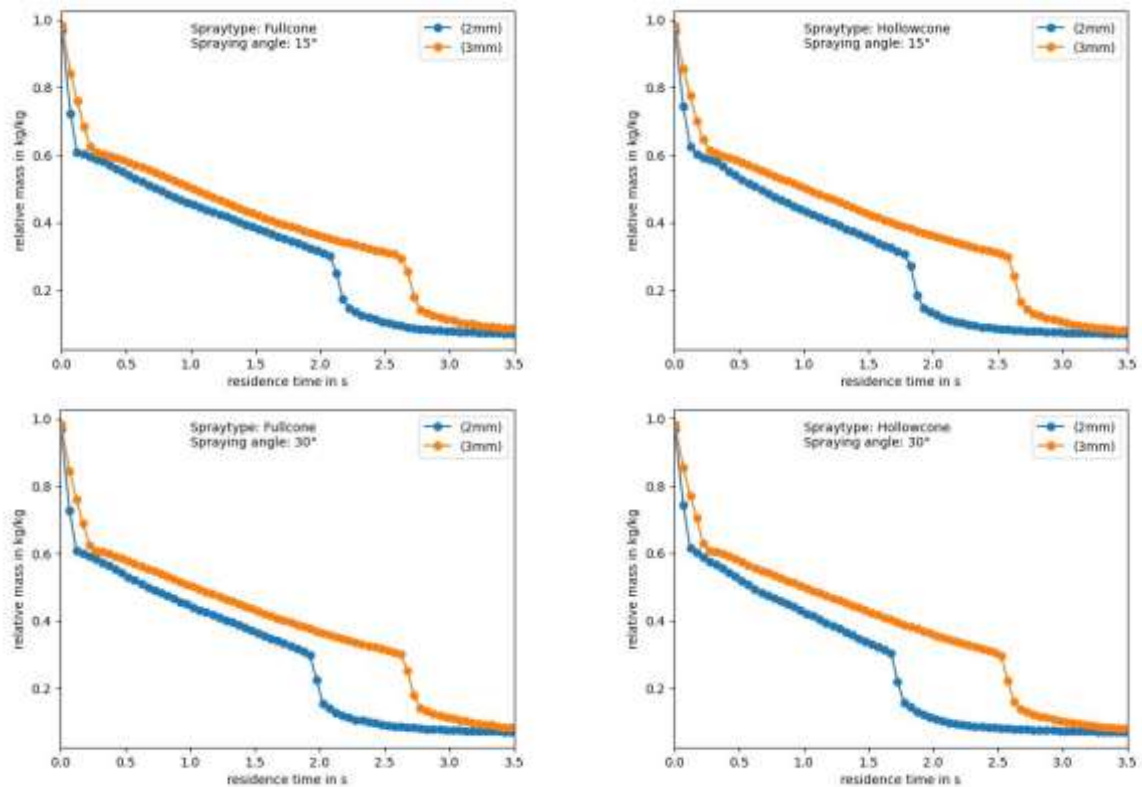 Spraytype: Fullcone
Spraying angle: 15°
(2mm)
(3mm)
1.0
0.8
0.6
0.4
0.2
relative mass in kg/kg
0.0 0.5 1.0 1.5 2.0 2.5 3.0 3.5
residence time in s
Spraytype: Hollowcone
Spraying angle: 15°
(2mm)
(3mm)
1.0
0.8
0.6
0.4
0.2
relative mass in kg/kg
0.0 0.5 1.0 1.5 2.0 2.5 3.0 3.5
residence time in s
Spraytype: Fullcone
Spraying angle: 30°
(2mm)
(3mm)
1.0
0.8
0.6
0.4
0.2
relative mass in kg/kg
0.0 0.5 1.0 1.5 2.0 2.5 3.0 3.5
residence time in s
Spraytype: Hollowcone
Spraying angle: 30°
(2mm)
(3mm)
1.0
0.8
0.6
0.4
0.2
relative mass in kg/kg
0.0 0.5 1.0 1.5 2.0 2.5 3.0 3.5
residence time in s